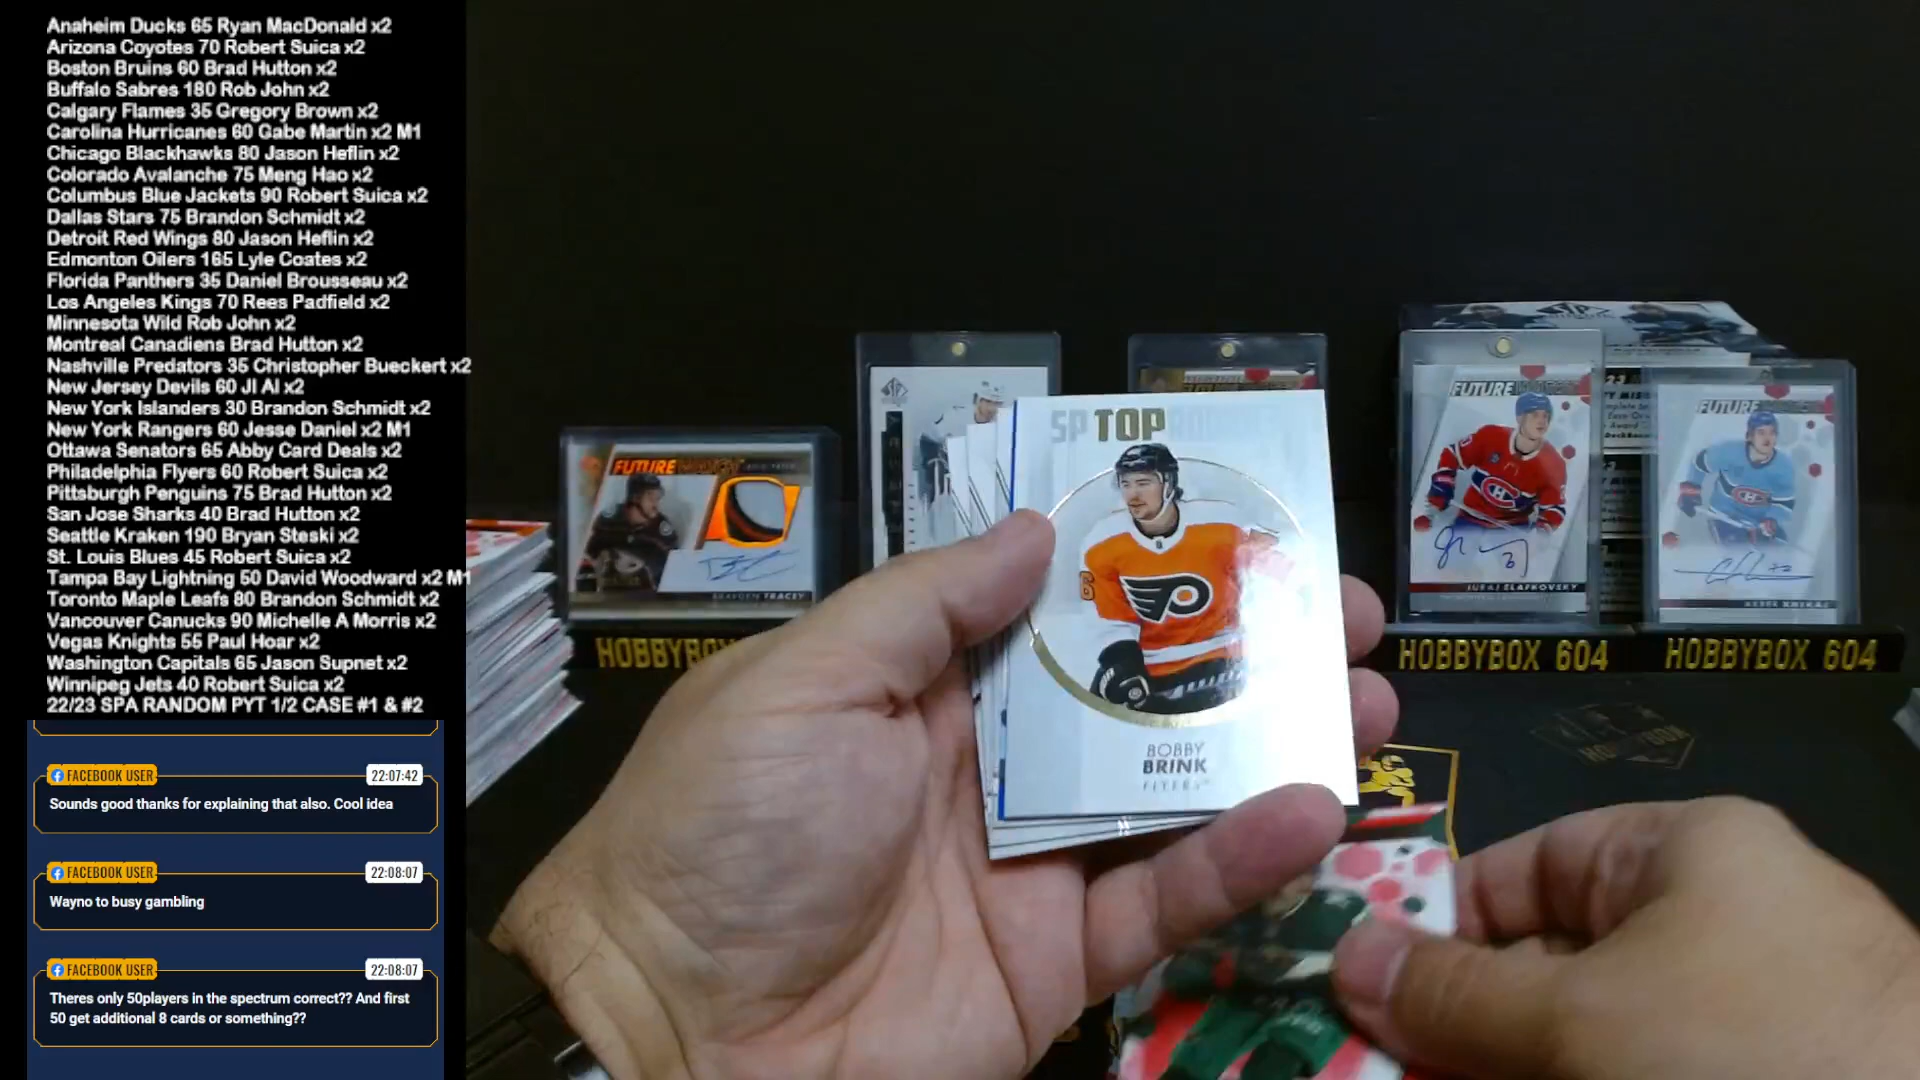 Anaheim Ducks 65 Ryan MacDonald x2
Arizona Coyotes 70 Robert Suica x2
Boston Bruins 60 Brad Hutton x2
Buffalo Sabres 180 Rob John x2
Calgary Flames 35 Gregory Brown x2
Carolina Hurricanes 60 Gabe Martin x2 M1
Chicago Blackhawks 80 Jason Heflin x2
Colorado Avalanche 75 Meng Hao x2
Columbus Blue Jackets 90 Robert Suica x2
Dallas Stars 75 Brandon Schmidt x2
Detroit Red Wings 80 Jason Heflin x2
Edmonton Oilers 165 Lyle Coates x2
Florida Panthers 35 Daniel Brousseau x2
Los Angeles Kings 70 Rees Padfield x2
Minnesota Wild Rob John x2
Montreal Canadiens Brad Hutton x2
Nashville Predators 35 Christopher Bueckert x2
New Jersey Devils 60 JI AI x2
New York Islanders 30 Brandon Schmidt x2
New York Rangers 60 Jesse Daniel x2 M1
Ottawa Senators 65 Abby Card Deals x2
Philadelphia Flyers 60 Robert Suica x2
Pittsburgh Penguins 75 Brad Hutton x2
San Jose Sharks 40 Brad Hutton x2
Seattle Kraken 190 Bryan Steski x2
St. Louis Blues 45 Robert Suica x2
Tampa Bay Lightning 50 David Woodward x2 M1
Toronto Maple Leafs 80 Brandon Schmidt x2
Vancouver Canucks 90 Michelle A Morris x2
Vegas Knights 55 Paul Hoar x2
Washington Capitals 65 Jason Supnet x2
Winnipeg Jets 40 Robert Suica x2
22/23 SPA RANDOM PYT 1/2 CASE #1 & #2
FACEBOOK USER 22:07:42
Sounds good thanks for explaining that also. Cool idea
FACEBOOK USER 22:08:07
Wayno to busy gambling
FACEBOOK USER 22:08:07
Theres only 50players in the spectrum correct?? And first
50 get additional 8 cards or something??
SP TOP
BOBBY
BRINK
FLYERS
FUTURE
TRACEY
HOBBYBOX
FUTURE
JURAJ SLAFKOVSKY
HOBBYBOX 604
FUTURE
HOBBYBOX 604